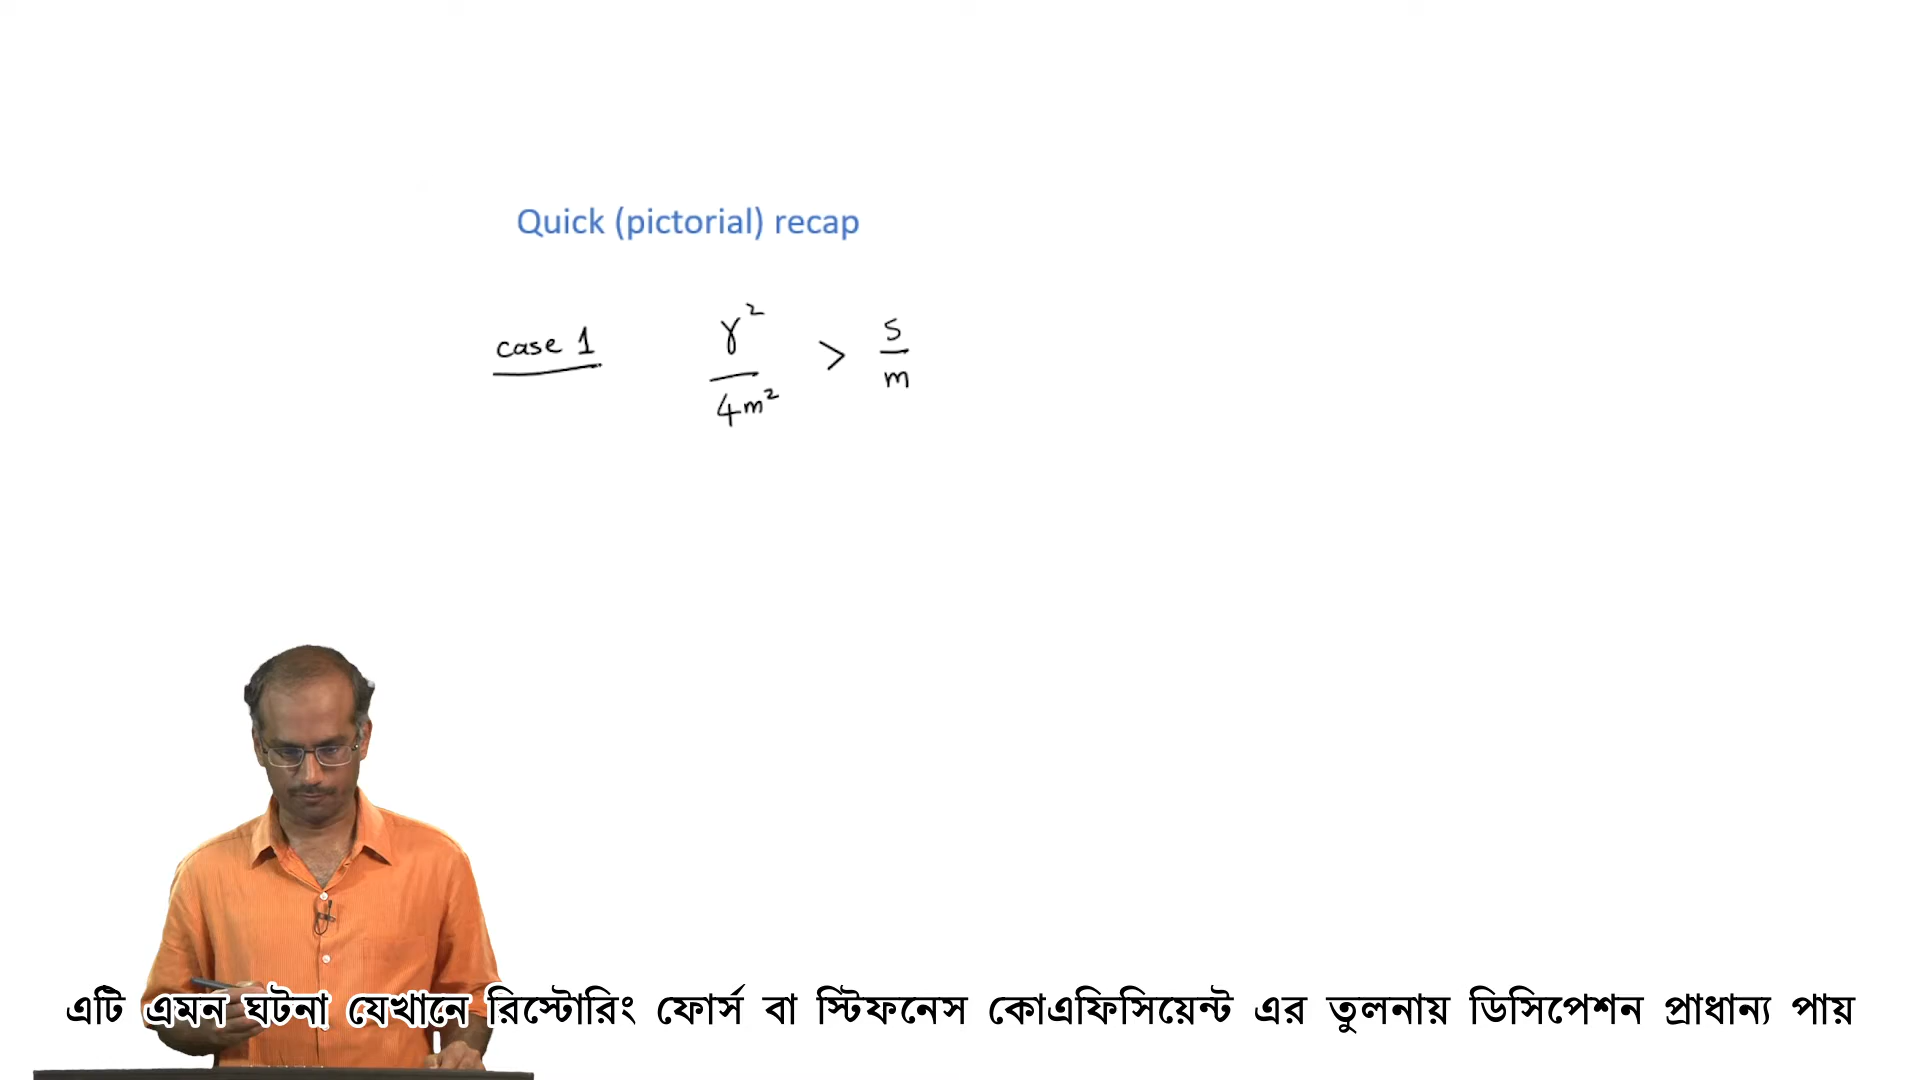 Quick (pictorial) recap
case 1 γ²/4m² > s/m
এটি এমন ঘটনা যেখানে রিস্টোরিং ফোর্স বা স্টিফনেস কোএফিসিয়েন্ট এর তুলনায় ডিসিপেশন প্রাধান্য পায়